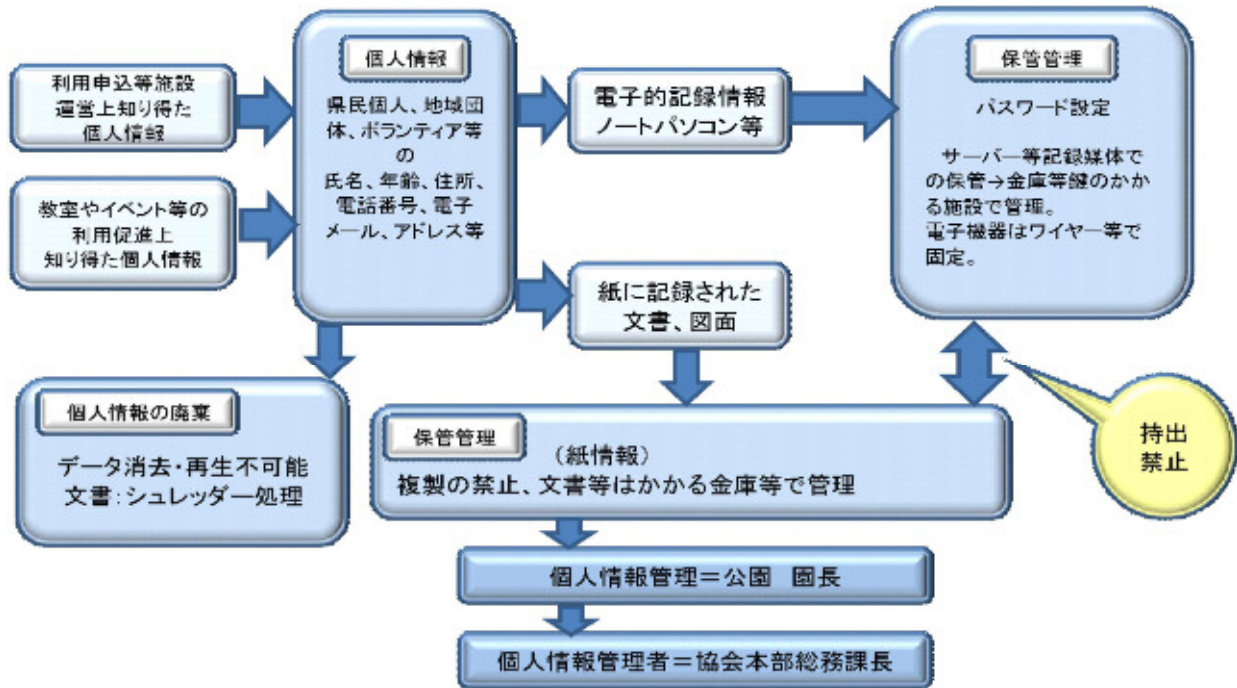 利用申込等施設
運営上知り得た
個人情報
教室やイベント等の
利用促進上
知り得た個人情報
個人情報
県民個人、地域団
体、ボランティア等
の
氏名、年齢、住所、
電話番号、電子
メール、アドレス等
電子的記録情報
ノートパソコン等
紙に記録された
文書、図面
保管管理
パスワード設定
サーバー等記録媒体で
の保管→金庫等鍵のかか
る施設で管理。
電子機器はワイヤー等で
固定。
持出
禁止
個人情報の廃棄
データ消去・再生不可能
文書：シュレッダー処理
保管管理
（紙情報）
複製の禁止、文書等はかかる金庫等で管理
個人情報管理＝公園　園長
個人情報管理者＝協会本部総務課長